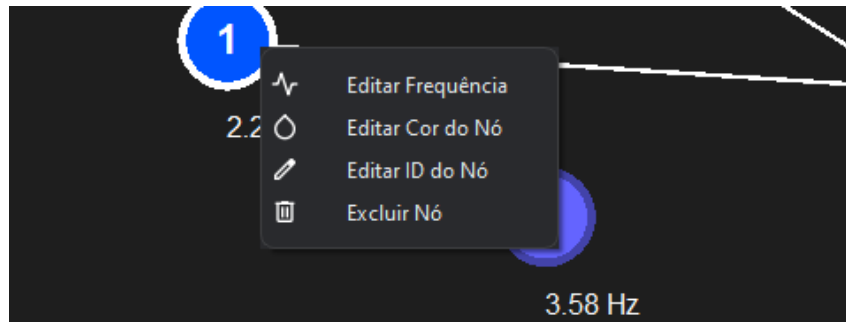 1
Editar Frequência
2.2
Editar Cor do Nó
Editar ID do Nó
Excluir Nó
3.58 Hz